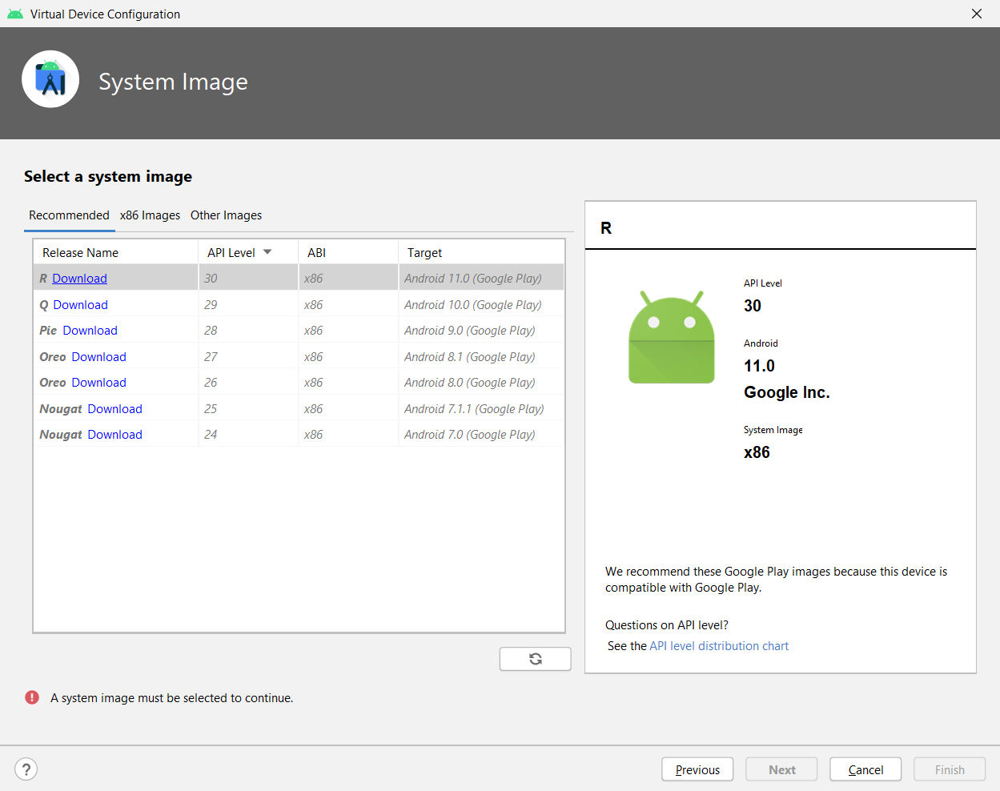 Virtual Device Configuration
System Image
Select a system image
Recommended x86 Images Other Images
Release Name API Level ABI Target
R Download 30 x86 Android 11.0 (Google Play)
Q Download 29 x86 Android 10.0 (Google Play)
Pie Download 28 x86 Android 9.0 (Google Play)
Oreo Download 27 x86 Android 8.1 (Google Play)
Oreo Download 26 x86 Android 8.0 (Google Play)
Nougat Download 25 x86 Android 7.1.1 (Google Play)
Nougat Download 24 x86 Android 7.0 (Google Play)
R
API Level
30
Android
11.0
Google Inc.
System Image
x86
We recommend these Google Play images because this device is
compatible with Google Play.
Questions on API level?
See the API level distribution chart
A system image must be selected to continue.
? Previous Next Cancel Finish